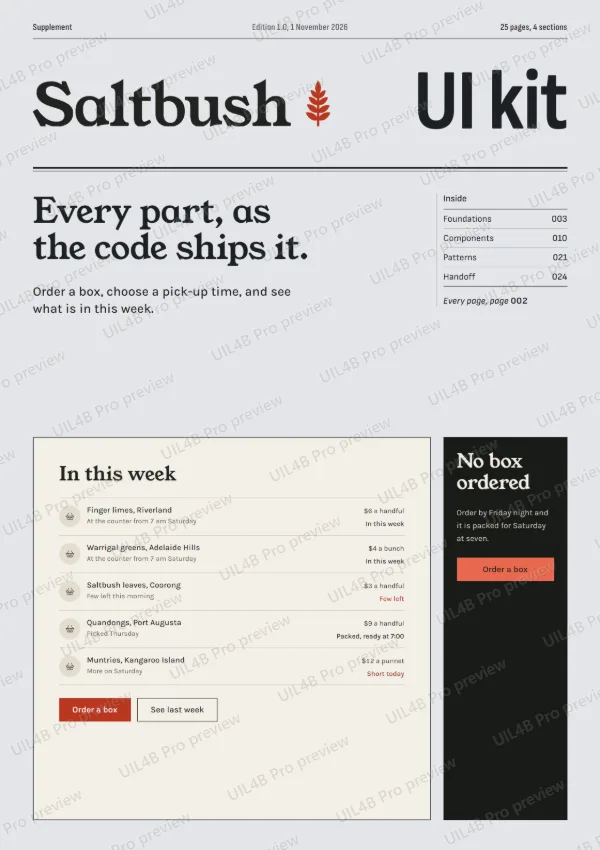 Supplement
Edition 1.0, 1 November 2026
25 pages, 4 sections
Saltbush
UI kit
Every part, as
the code ships it.
Order a box, choose a pick-up time, and see
what is in this week.
Inside
Foundations 003
Components 010
Patterns 021
Handoff 024
Every page, page 002
In this week
Finger limes, Riverland
At the counter from 7 am Saturday
$6 a handful
In this week
Warrigal greens, Adelaide Hills
At the counter from 7 am Saturday
$4 a bunch
In this week
Saltbush leaves, Coorong
Few left this morning
$3 a handful
Few left
Quandongs, Port Augusta
Picked Thursday
$9 a handful
Packed, ready at 7:00
Muntries, Kangaroo Island
More on Saturday
$12 a punnet
Short today
Order a box
See last week
No box
ordered
Order by Friday night and
it is packed for Saturday
at seven.
Order a box
UIL4B Pro preview